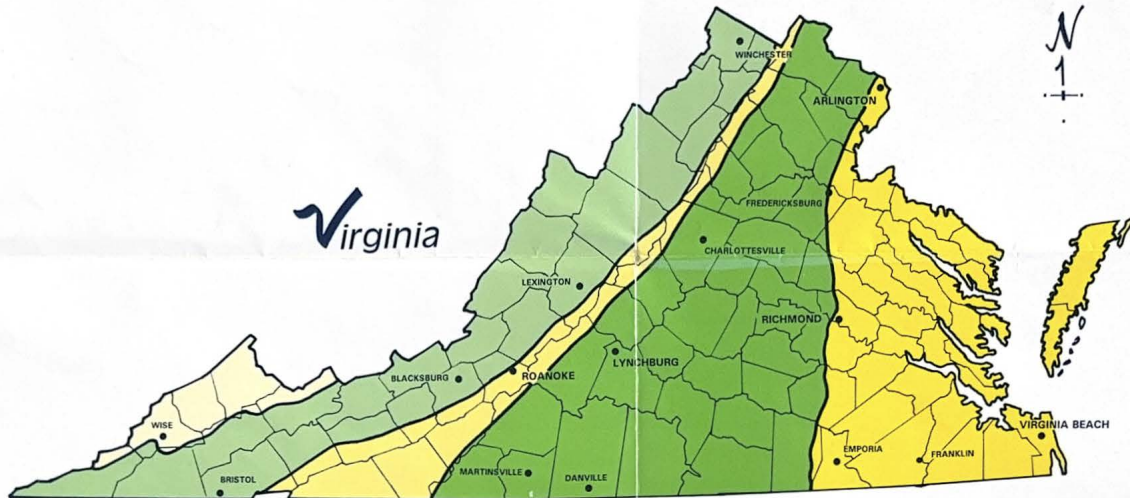 N
WINCHESTER
ARLINGTON
Virginia
FREDERICKSBURG
CHARLOTTESVILLE
LEXINGTON
RICHMOND
LYNCHBURG
BLACKSBURG
ROANOKE
WISE
VIRGINIA BEACH
EMPORIA
FRANKLIN
MARTINSVILLE
BRISTOL
DANVILLE